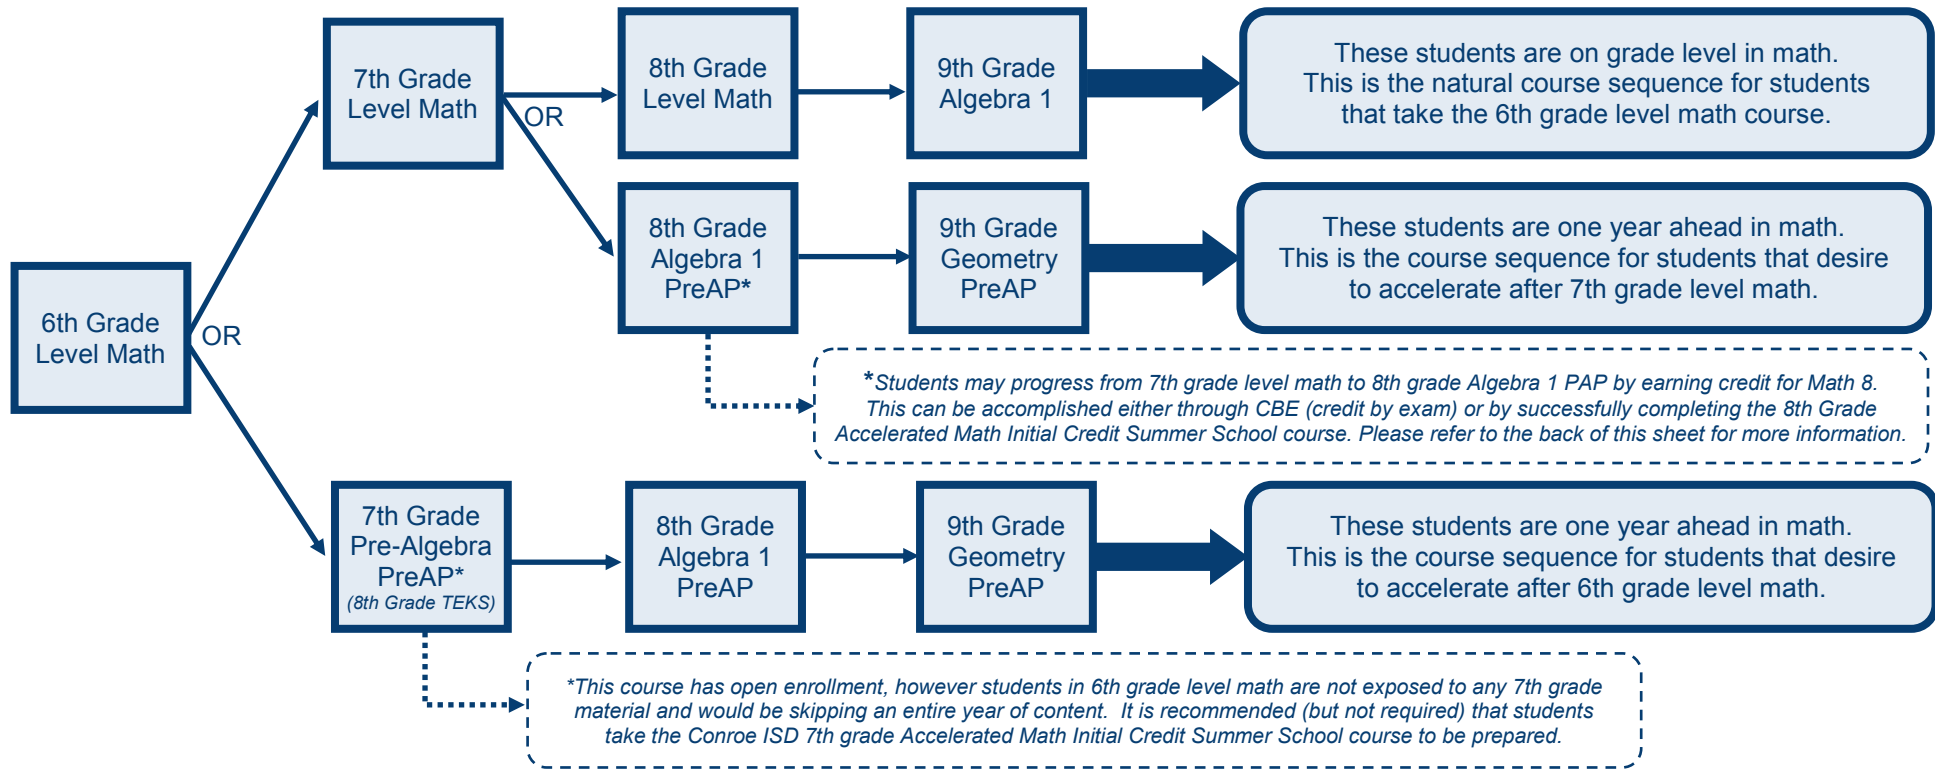 6th Grade
Level Math
OR
7th Grade
Level Math
OR
8th Grade
Level Math
9th Grade
Algebra 1
These students are on grade level in math.
This is the natural course sequence for students
that take the 6th grade level math course.
8th Grade
Algebra 1
PreAP*
9th Grade
Geometry
PreAP
These students are one year ahead in math.
This is the course sequence for students that desire
to accelerate after 7th grade level math.
*Students may progress from 7th grade level math to 8th grade Algebra 1 PAP by earning credit for Math 8.
This can be accomplished either through CBE (credit by exam) or by successfully completing the 8th Grade
Accelerated Math Initial Credit Summer School course. Please refer to the back of this sheet for more information.
7th Grade
Pre-Algebra
PreAP*
(8th Grade TEKS)
8th Grade
Algebra 1
PreAP
9th Grade
Geometry
PreAP
These students are one year ahead in math.
This is the course sequence for students that desire
to accelerate after 6th grade level math.
*This course has open enrollment, however students in 6th grade level math are not exposed to any 7th grade
material and would be skipping an entire year of content.  It is recommended (but not required) that students
take the Conroe ISD 7th grade Accelerated Math Initial Credit Summer School course to be prepared.